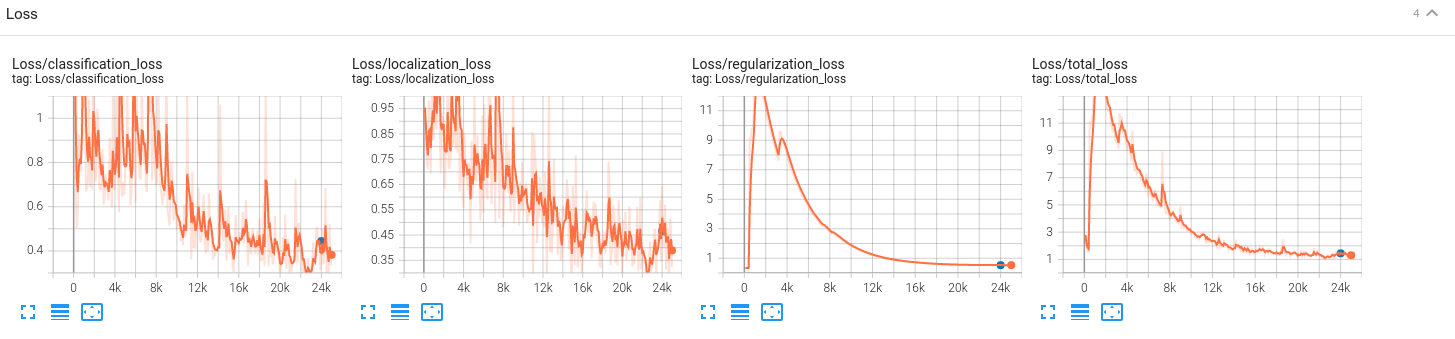 Loss
4
Loss/classification_loss
tag: Loss/classification_loss
1
0.8
0.6
0.4
0 4k 8k 12k 16k 20k 24k
Loss/localization_loss
tag: Loss/localization_loss
0.95
0.85
0.75
0.65
0.55
0.45
0.35
0 4k 8k 12k 16k 20k 24k
Loss/regularization_loss
tag: Loss/regularization_loss
11
9
7
5
3
1
0 4k 8k 12k 16k 20k 24k
Loss/total_loss
tag: Loss/total_loss
11
9
7
5
3
1
0 4k 8k 12k 16k 20k 24k